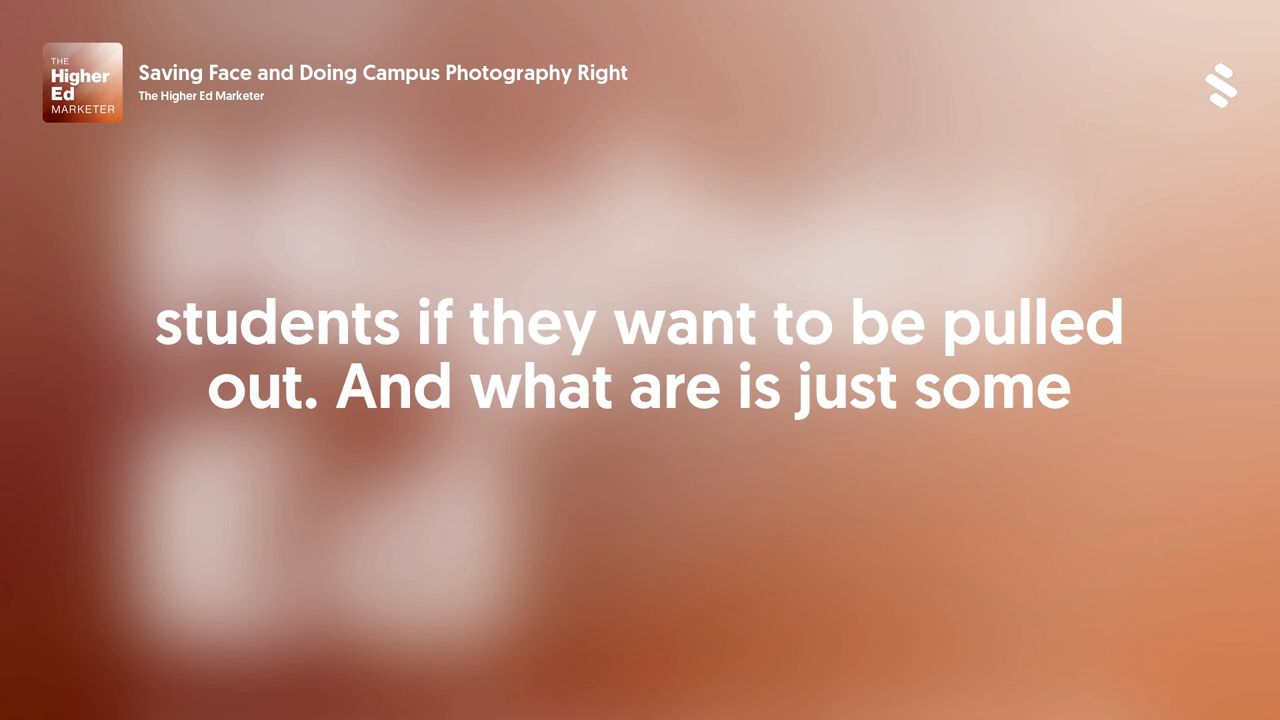 THE
Higher
Ed
MARKETER
Saving Face and Doing Campus Photography Right
The Higher Ed Marketer
students if they want to be pulled
out. And what are is just some